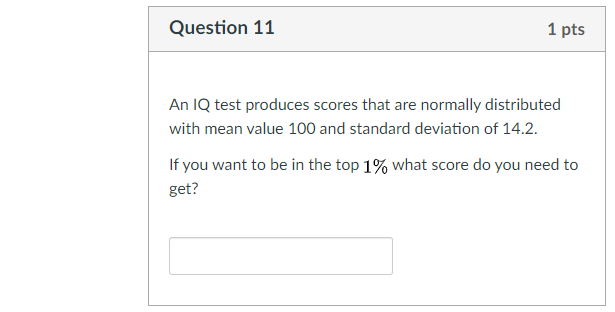 Question 11
1 pts
An IQ test produces scores that are normally distributed
with mean value 100 and standard deviation of 14.2.
If you want to be in the top 1% what score do you need to
get?